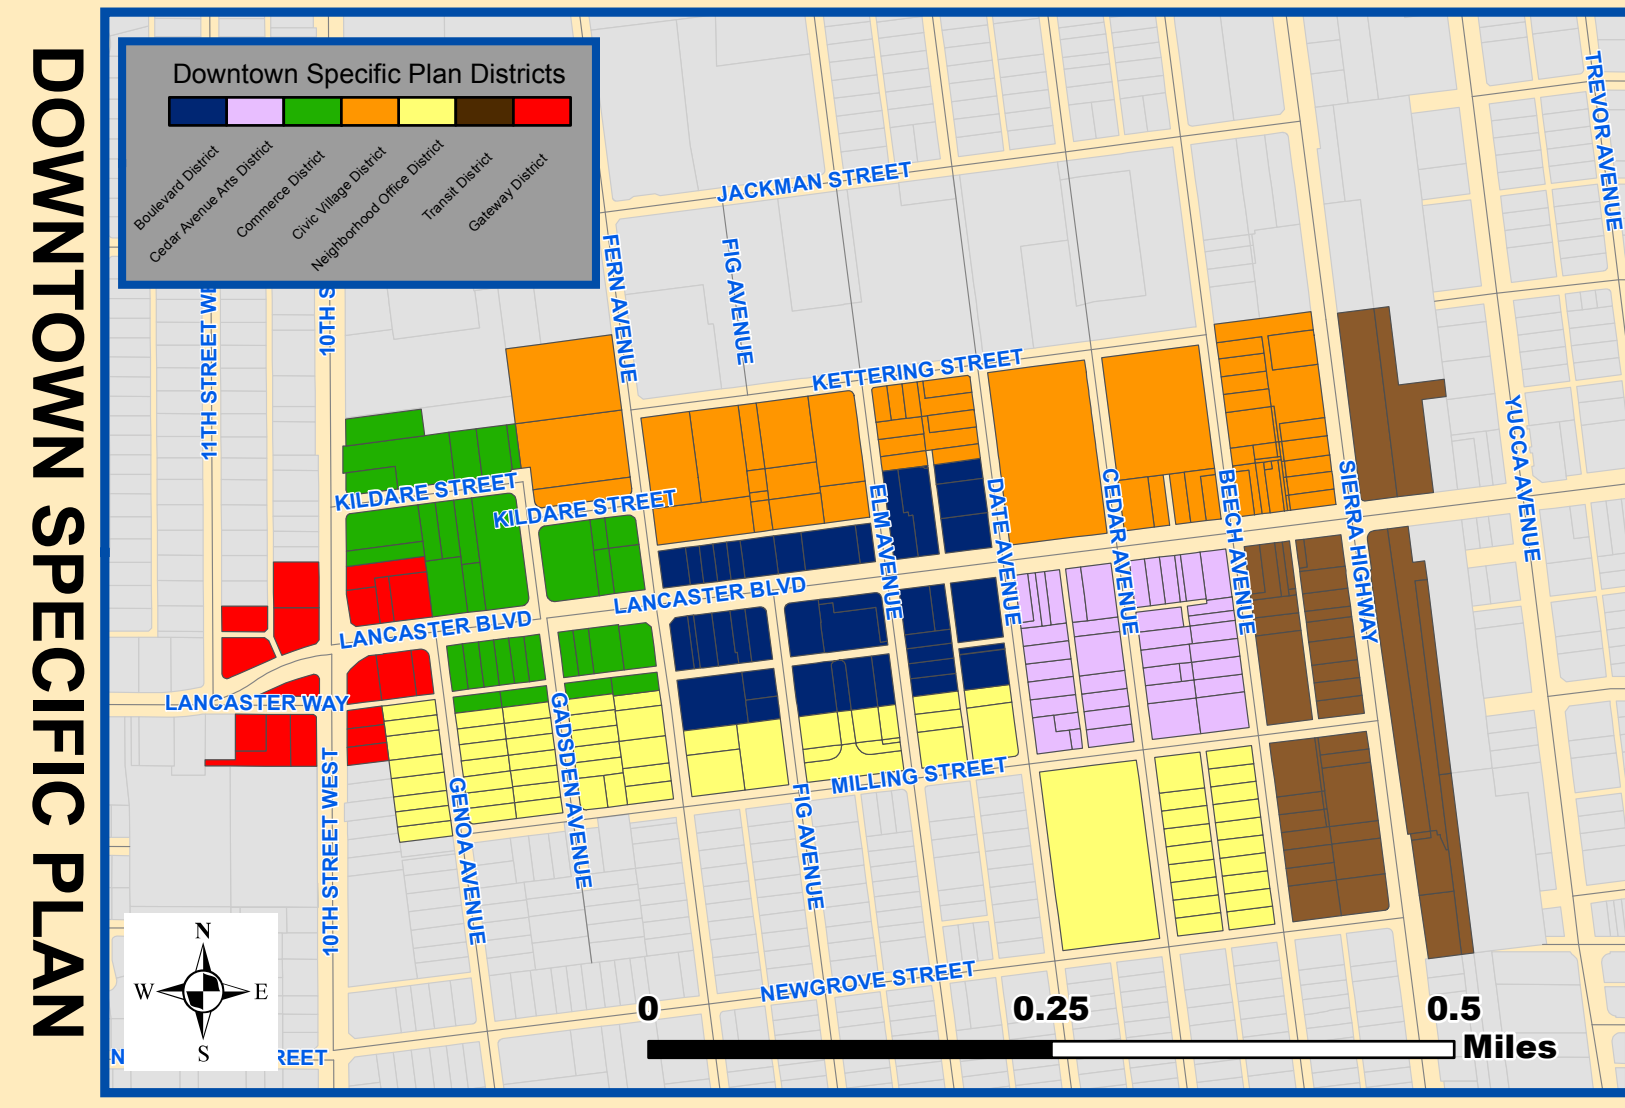 DOWNTOWN SPECIFIC PLAN
Downtown Specific Plan Districts
Boulevard District
Cedar Avenue Arts District
Commerce District
Civic Village District
Neighborhood Office District
Transit District
Gateway District
TREVOR AVENUE
JACKMAN STREET
FERN AVENUE
FIG AVENUE
11TH STREET WE
10TH S
KETTERING STREET
YUCCA AVENUE
KILDARE STREET
KILDARE STREET
ELM AVENUE
DATE AVENUE
CEDAR AVENUE
BEECH AVENUE
SIERRA HIGHWAY
LANCASTER BLVD
LANCASTER BLVD
LANCASTER WAY
GADSDEN AVENUE
10TH STREET WEST
GENOA AVENUE
MILLING STREET
FIG AVENUE
NEWGROVE STREET
N
W E
S
N REET
0 0.25 0.5
Miles